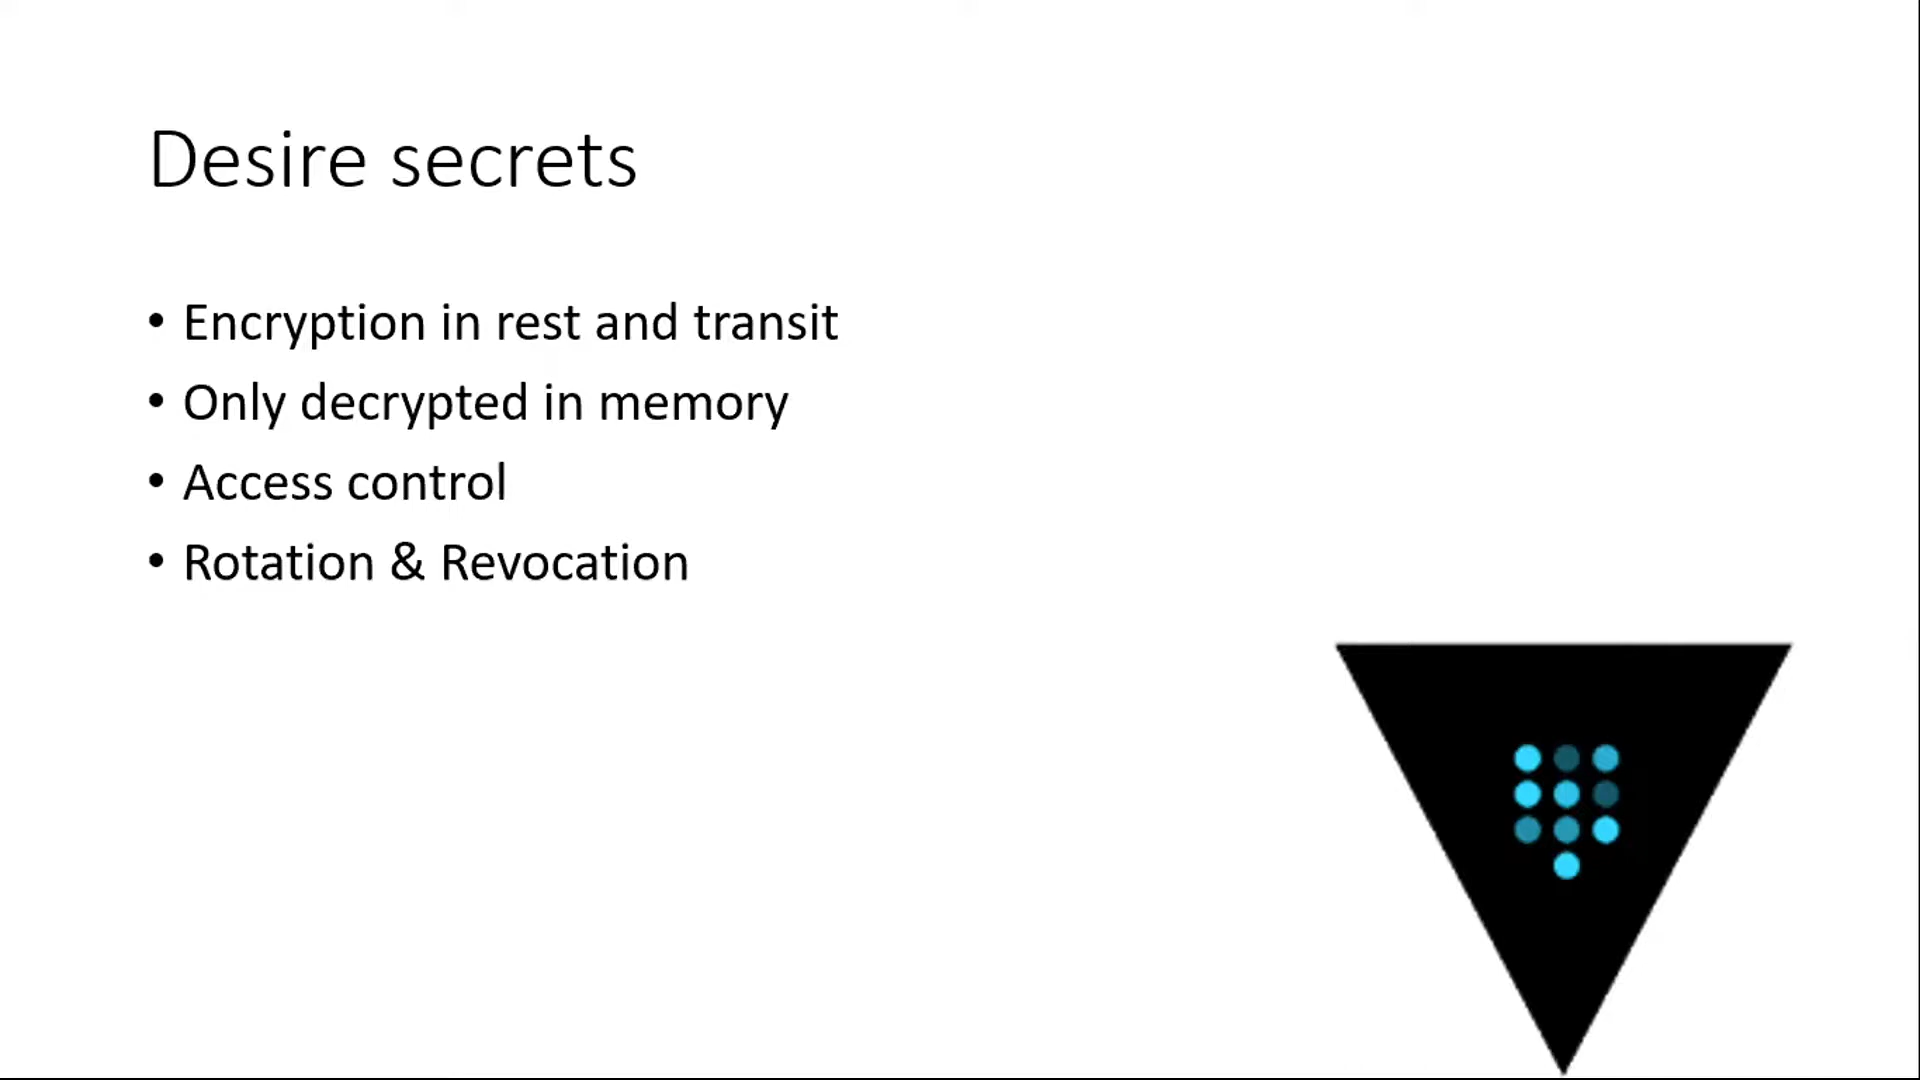 Desire secrets
• Encryption in rest and transit
• Only decrypted in memory
• Access control
• Rotation & Revocation